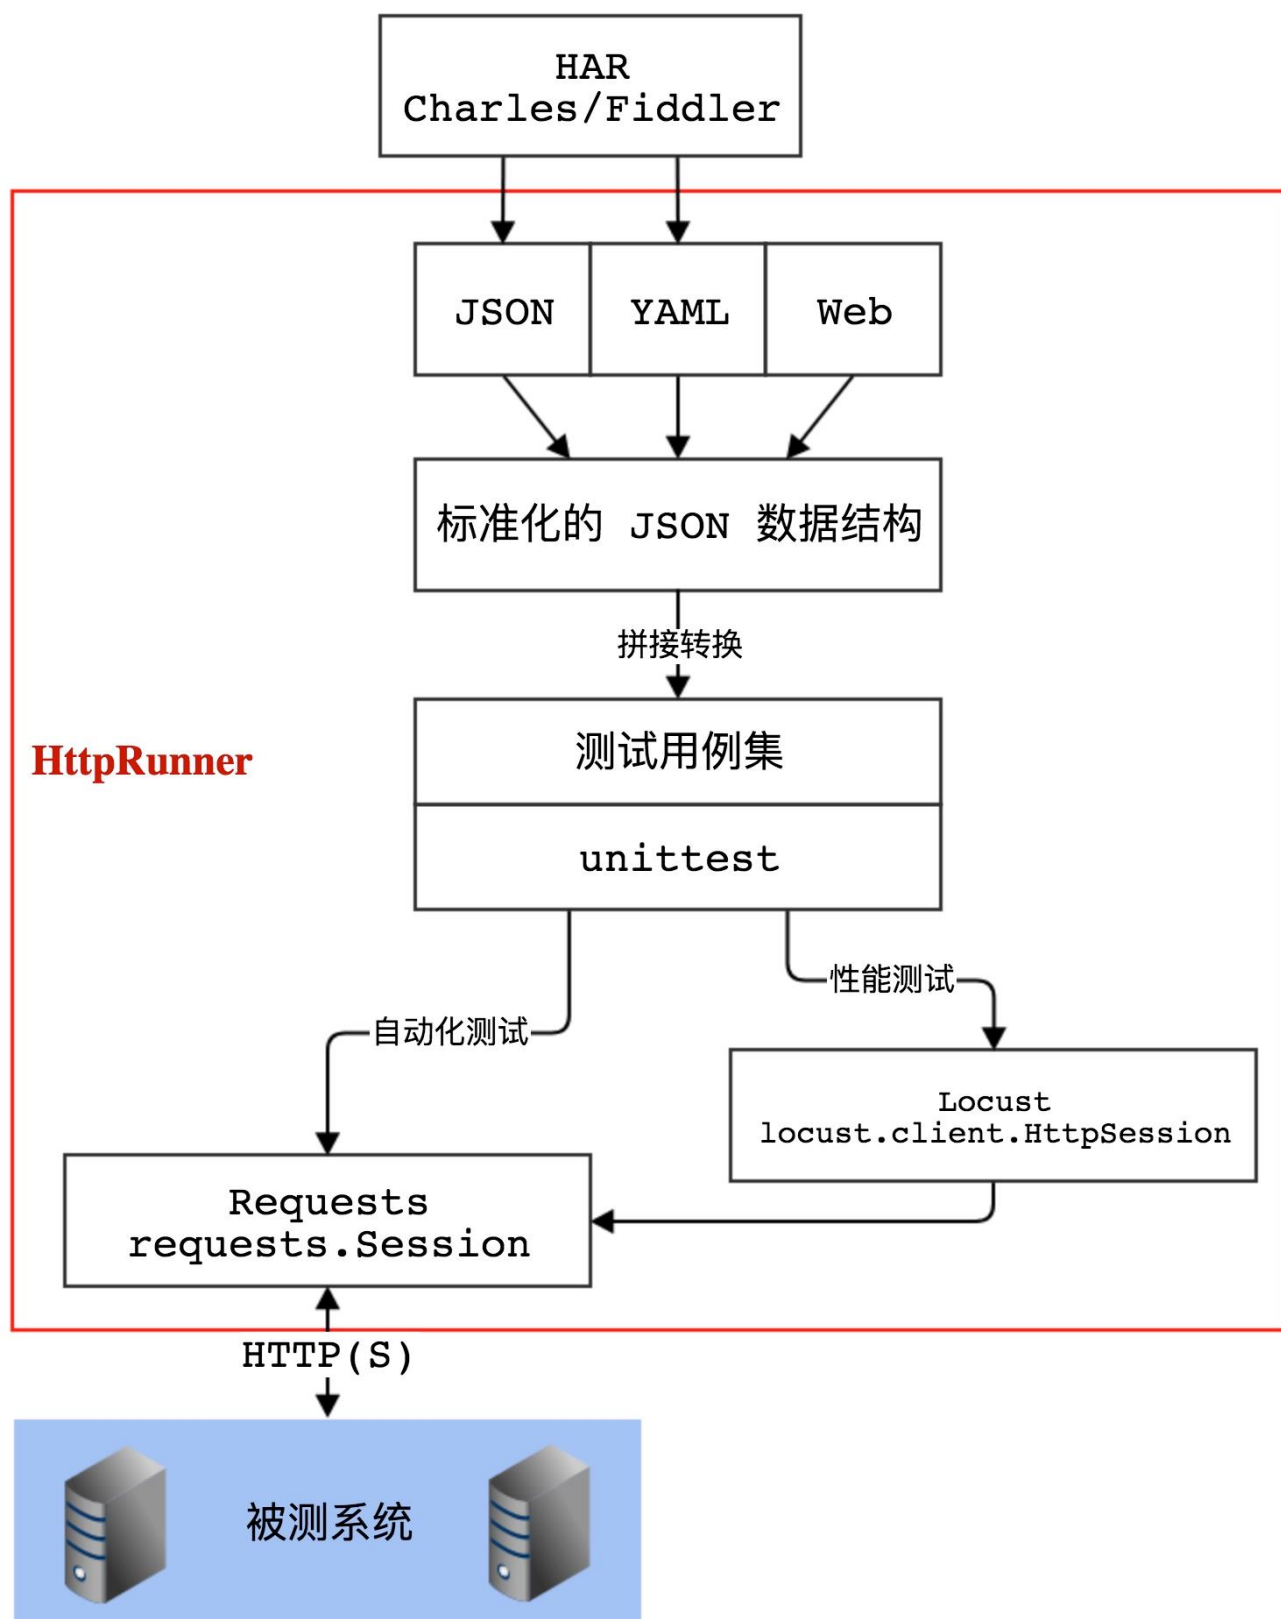 HAR
Charles/Fiddler
JSON
YAML
Web
标准化的 JSON 数据结构
拼接转换
测试用例集
HttpRunner
unittest
性能测试
自动化测试
Locust
locust.client.HttpSession
Requests
requests.Session
HTTP(S)
被测系统